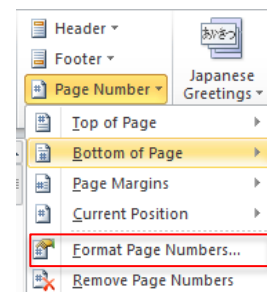 Header
Footer
Page Number
あいさつ
Japanese
Greetings
Top of Page
Bottom of Page
Page Margins
Current Position
Format Page Numbers...
Remove Page Numbers